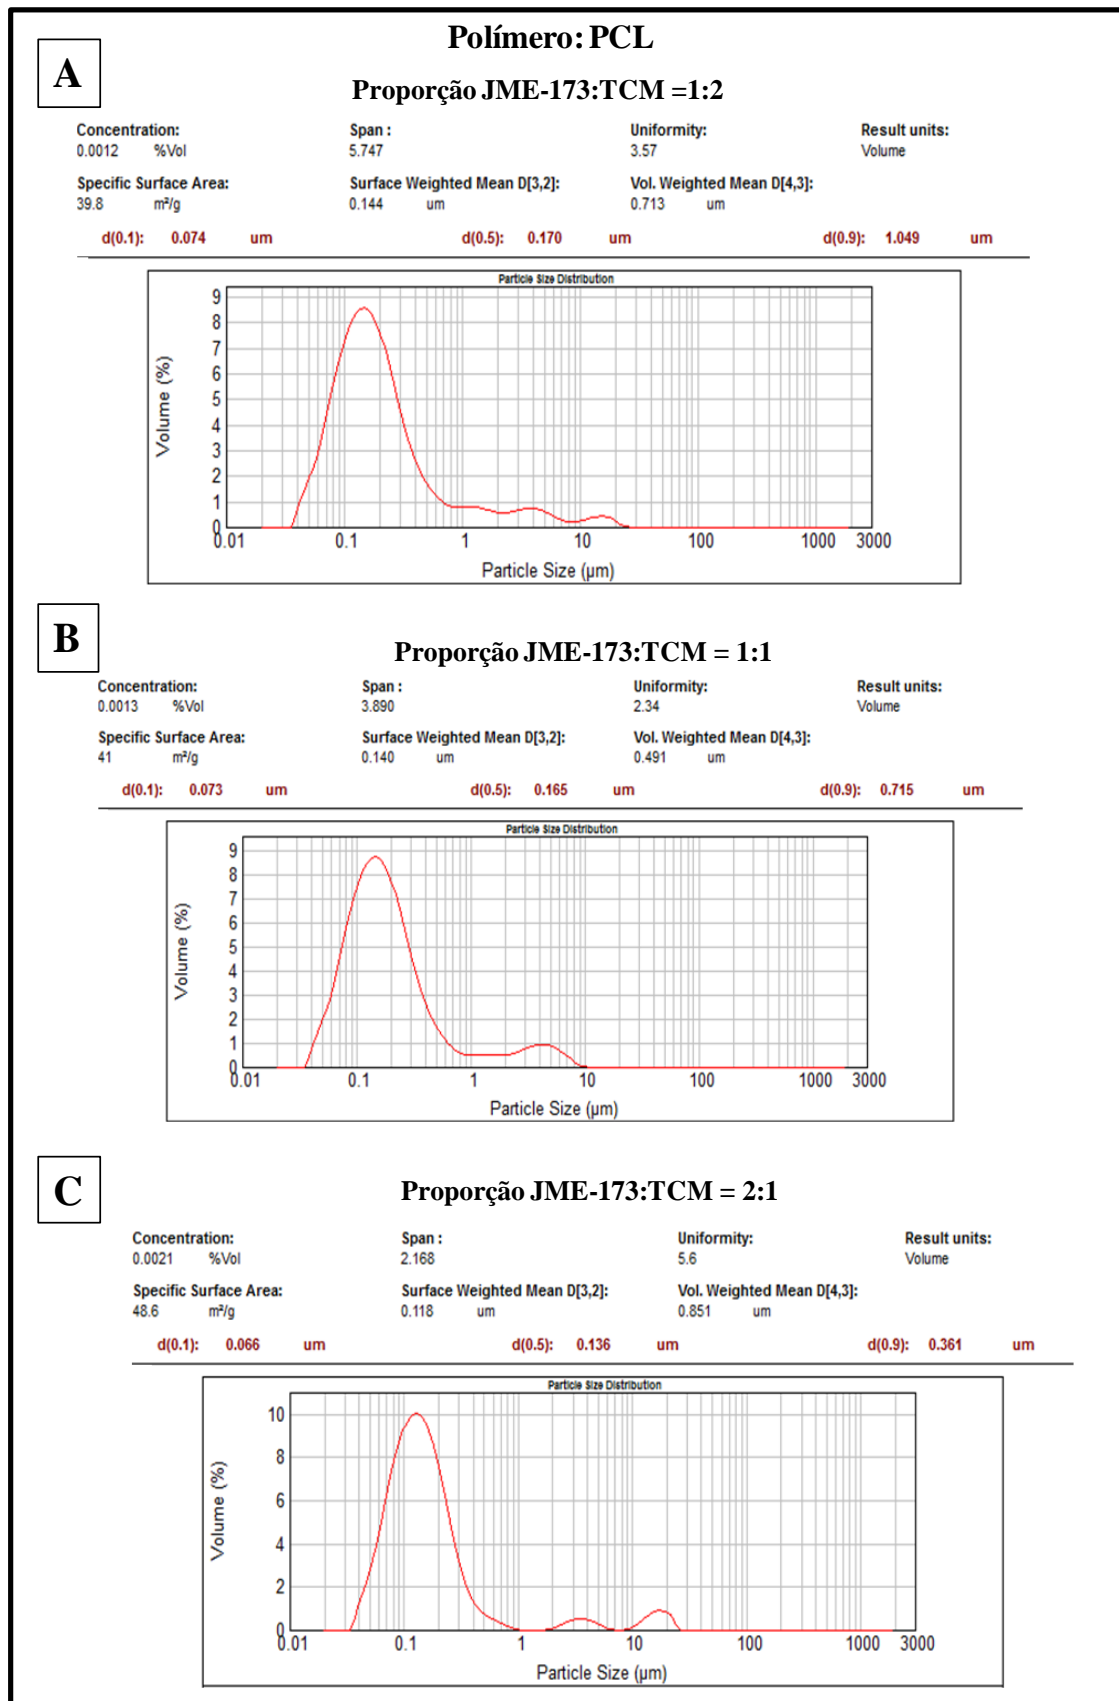 Polímero: PCL
A
Proporção JME-173:TCM =1:2
Concentration: Span : Uniformity: Result units:
0.0012 %Vol 5.747 3.57 Volume
Specific Surface Area: Surface Weighted Mean D[3,2]: Vol. Weighted Mean D[4,3]:
39.8 m²/g 0.144 um 0.713 um
d(0.1): 0.074 um d(0.5): 0.170 um d(0.9): 1.049 um
Particle Size Distribution
9
8
7
6
5
4
3
2
1
0
Volume (%)
0.01 0.1 1 10 100 1000 3000
Particle Size (µm)
B
Proporção JME-173:TCM = 1:1
Concentration: Span : Uniformity: Result units:
0.0013 %Vol 3.890 2.34 Volume
Specific Surface Area: Surface Weighted Mean D[3,2]: Vol. Weighted Mean D[4,3]:
41 m²/g 0.140 um 0.491 um
d(0.1): 0.073 um d(0.5): 0.165 um d(0.9): 0.715 um
Particle Size Distribution
9
8
7
6
5
4
3
2
1
0
Volume (%)
0.01 0.1 1 10 100 1000 3000
Particle Size (µm)
C
Proporção JME-173:TCM = 2:1
Concentration: Span : Uniformity: Result units:
0.0021 %Vol 2.168 5.6 Volume
Specific Surface Area: Surface Weighted Mean D[3,2]: Vol. Weighted Mean D[4,3]:
48.6 m²/g 0.118 um 0.851 um
d(0.1): 0.066 um d(0.5): 0.136 um d(0.9): 0.361 um
Particle Size Distribution
10
8
6
4
2
0
Volume (%)
0.01 0.1 1 10 100 1000 3000
Particle Size (µm)